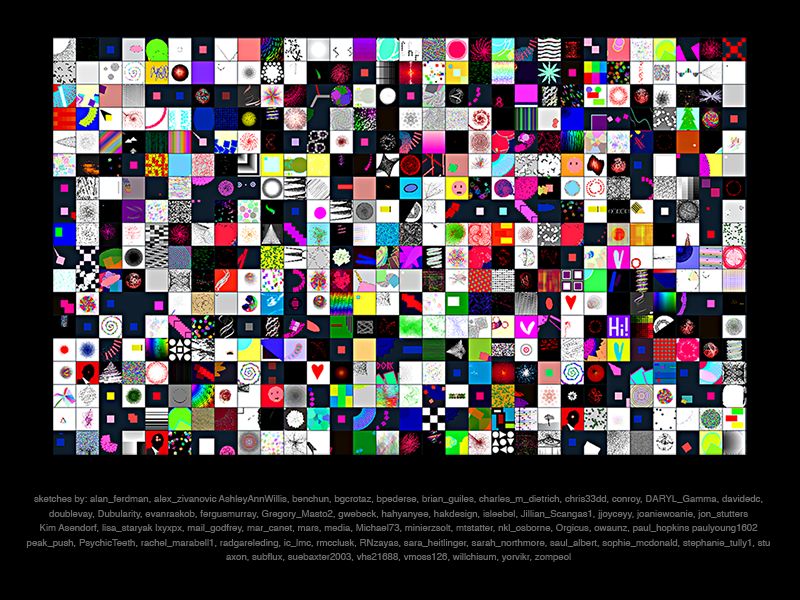 Hi!
sketches by: alan_ferdman, alex_zivanovic AshleyAnnWillis, benchun, bgcrotaz, bpederse, brian_guiles, charles_m_dietrich, chris33dd, conroy, DARYL_Gamma, davidedc,
doublevay, Dubularity, evanraskob, fergusmurray, Gregory_Masto2, gwebeck, hahyanyee, hakdesign, isleebel, Jillian_Scangas1, jjoyceyy, joaniewoanie, jon_stutters
Kim Asendorf, lisa_staryak lxyxpx, mail_godfrey, mar_canet, mars, media, Michael73, minierzsolt, mtstatter, nkl_osborne, Orgicus, owaunz, paul_hopkins paulyoung1602
peak_push, PsychicTeeth, rachel_marabell1, radgareleding, ic_lmc, rmcclusk, RNzayas, sara_heitlinger, sarah_northmore, saul_albert, sophie_mcdonald, stephanie_tully1, stu
axon, subflux, suebaxter2003, vhs21688, vmoss126, willchisum, yorvikr, zompeol